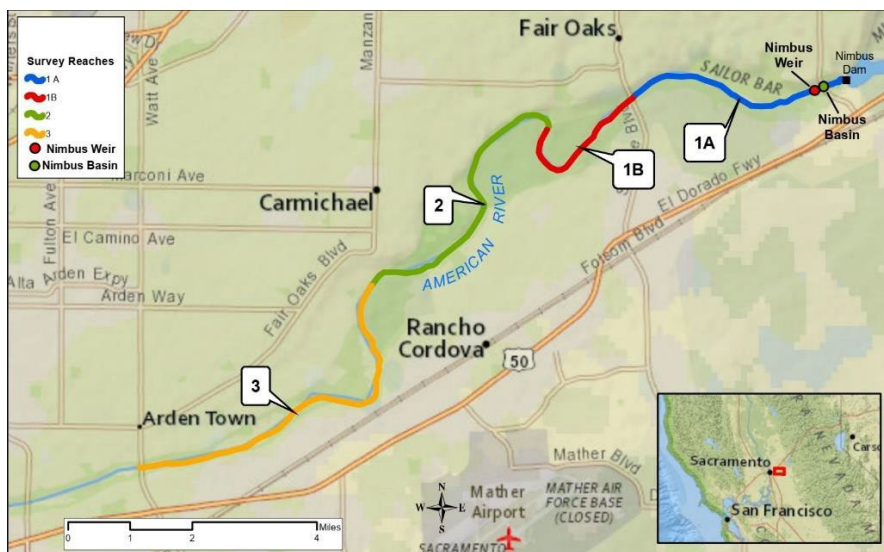 Survey Reaches
1 A
1B
2
3
Nimbus Weir
Nimbus Basin
Watt Ave
Manzan
Fair Oaks
Nimbus
Weir
Nimbus
Dam
SAILOR BAR
Nimbus
Basin
1A
1B
El Dorado Fwy
Marconi Ave
Carmichael
2
AMERICAN RIVER
Folsom Blvd
Fulton Ave
El Camino Ave
Alta
Arden Expy
Arden Way
Fair Oaks Blvd
Rancho
Cordova
50
3
Arden Town
Mather Blvd
N
W
E
S
Mather
Airport
MATHER AIR
FORCE BASE
(CLOSED)
SACRAMENTO
0
1
2
4
Miles
Sacramento
San Francisco
NEVADA
Carso